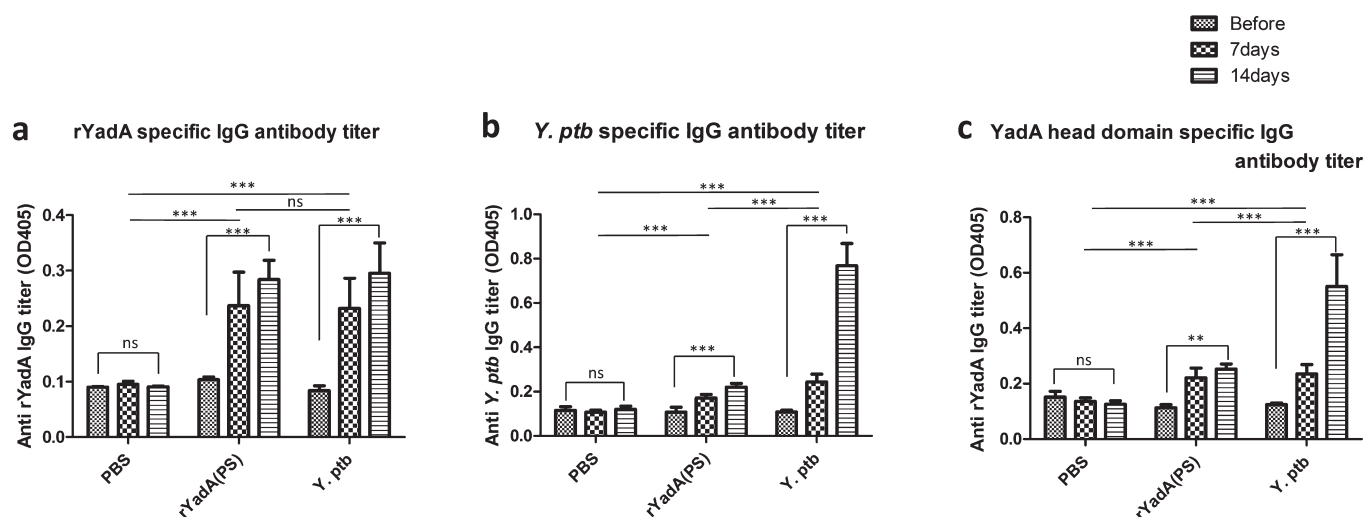 Before
7days
14days
a
rYadA specific IgG antibody titer
Anti rYadA IgG titer (OD405)
0.4
0.3
0.2
0.1
0.0
***
ns
***
***
***
ns
PBS
rYadA(PS)
Y. ptb
b
Y. ptb specific IgG antibody titer
Anti Y. ptb IgG titer (OD405)
1.0
0.8
0.6
0.4
0.2
0.0
***
***
***
***
***
ns
PBS
rYadA(PS)
Y. ptb
c
YadA head domain specific IgG
antibody titer
Anti rYadA IgG titer (OD405)
0.8
0.6
0.4
0.2
0.0
***
***
***
***
**
ns
PBS
rYadA(PS)
Y. ptb